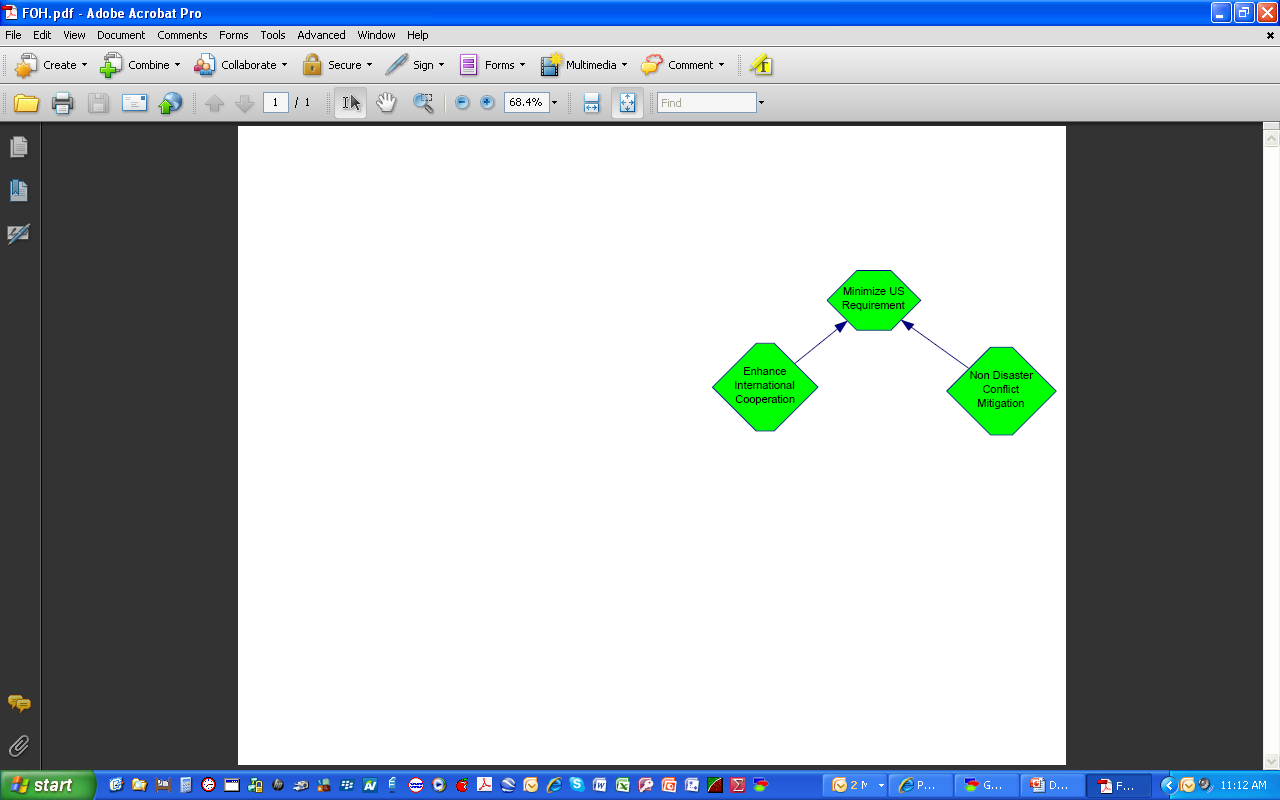 FOH.pdf - Adobe Acrobat Pro
File Edit View Document Comments Forms Tools Advanced Window Help
Create Combine Collaborate Secure Sign Forms Multimedia Comment
1 / 1 68.4% Find
Minimize US
Requirement
Enhance
International
Cooperation
Non Disaster
Conflict
Mitigation
start 2 M P... G... D... F... 11:12 AM